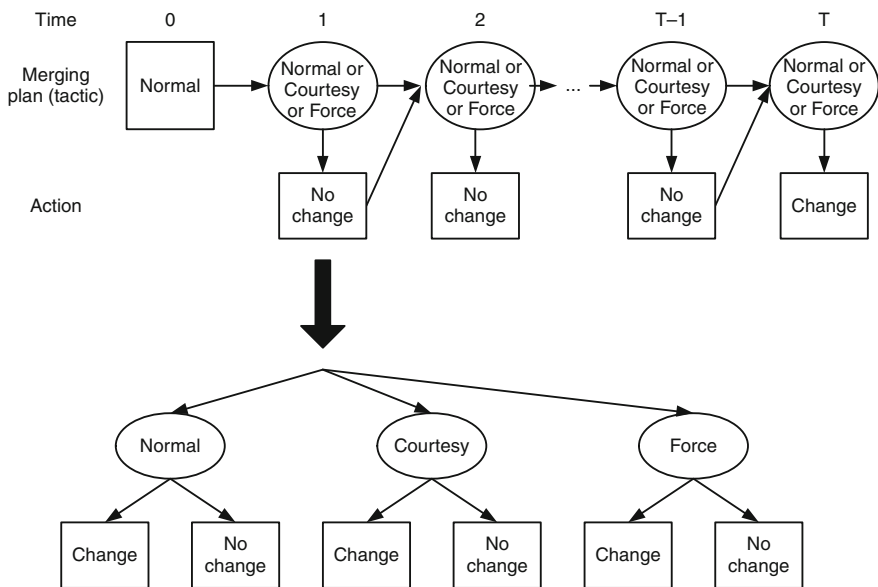 Time 0 1 2 T–1 T
Merging
plan (tactic)
Normal
Normal or
Courtesy
or Force
Normal or
Courtesy
or Force
...
Normal or
Courtesy
or Force
Normal or
Courtesy
or Force
Action
No
change
No
change
No
change
Change
Normal Courtesy Force
Change
No
change
Change
No
change
Change
No
change